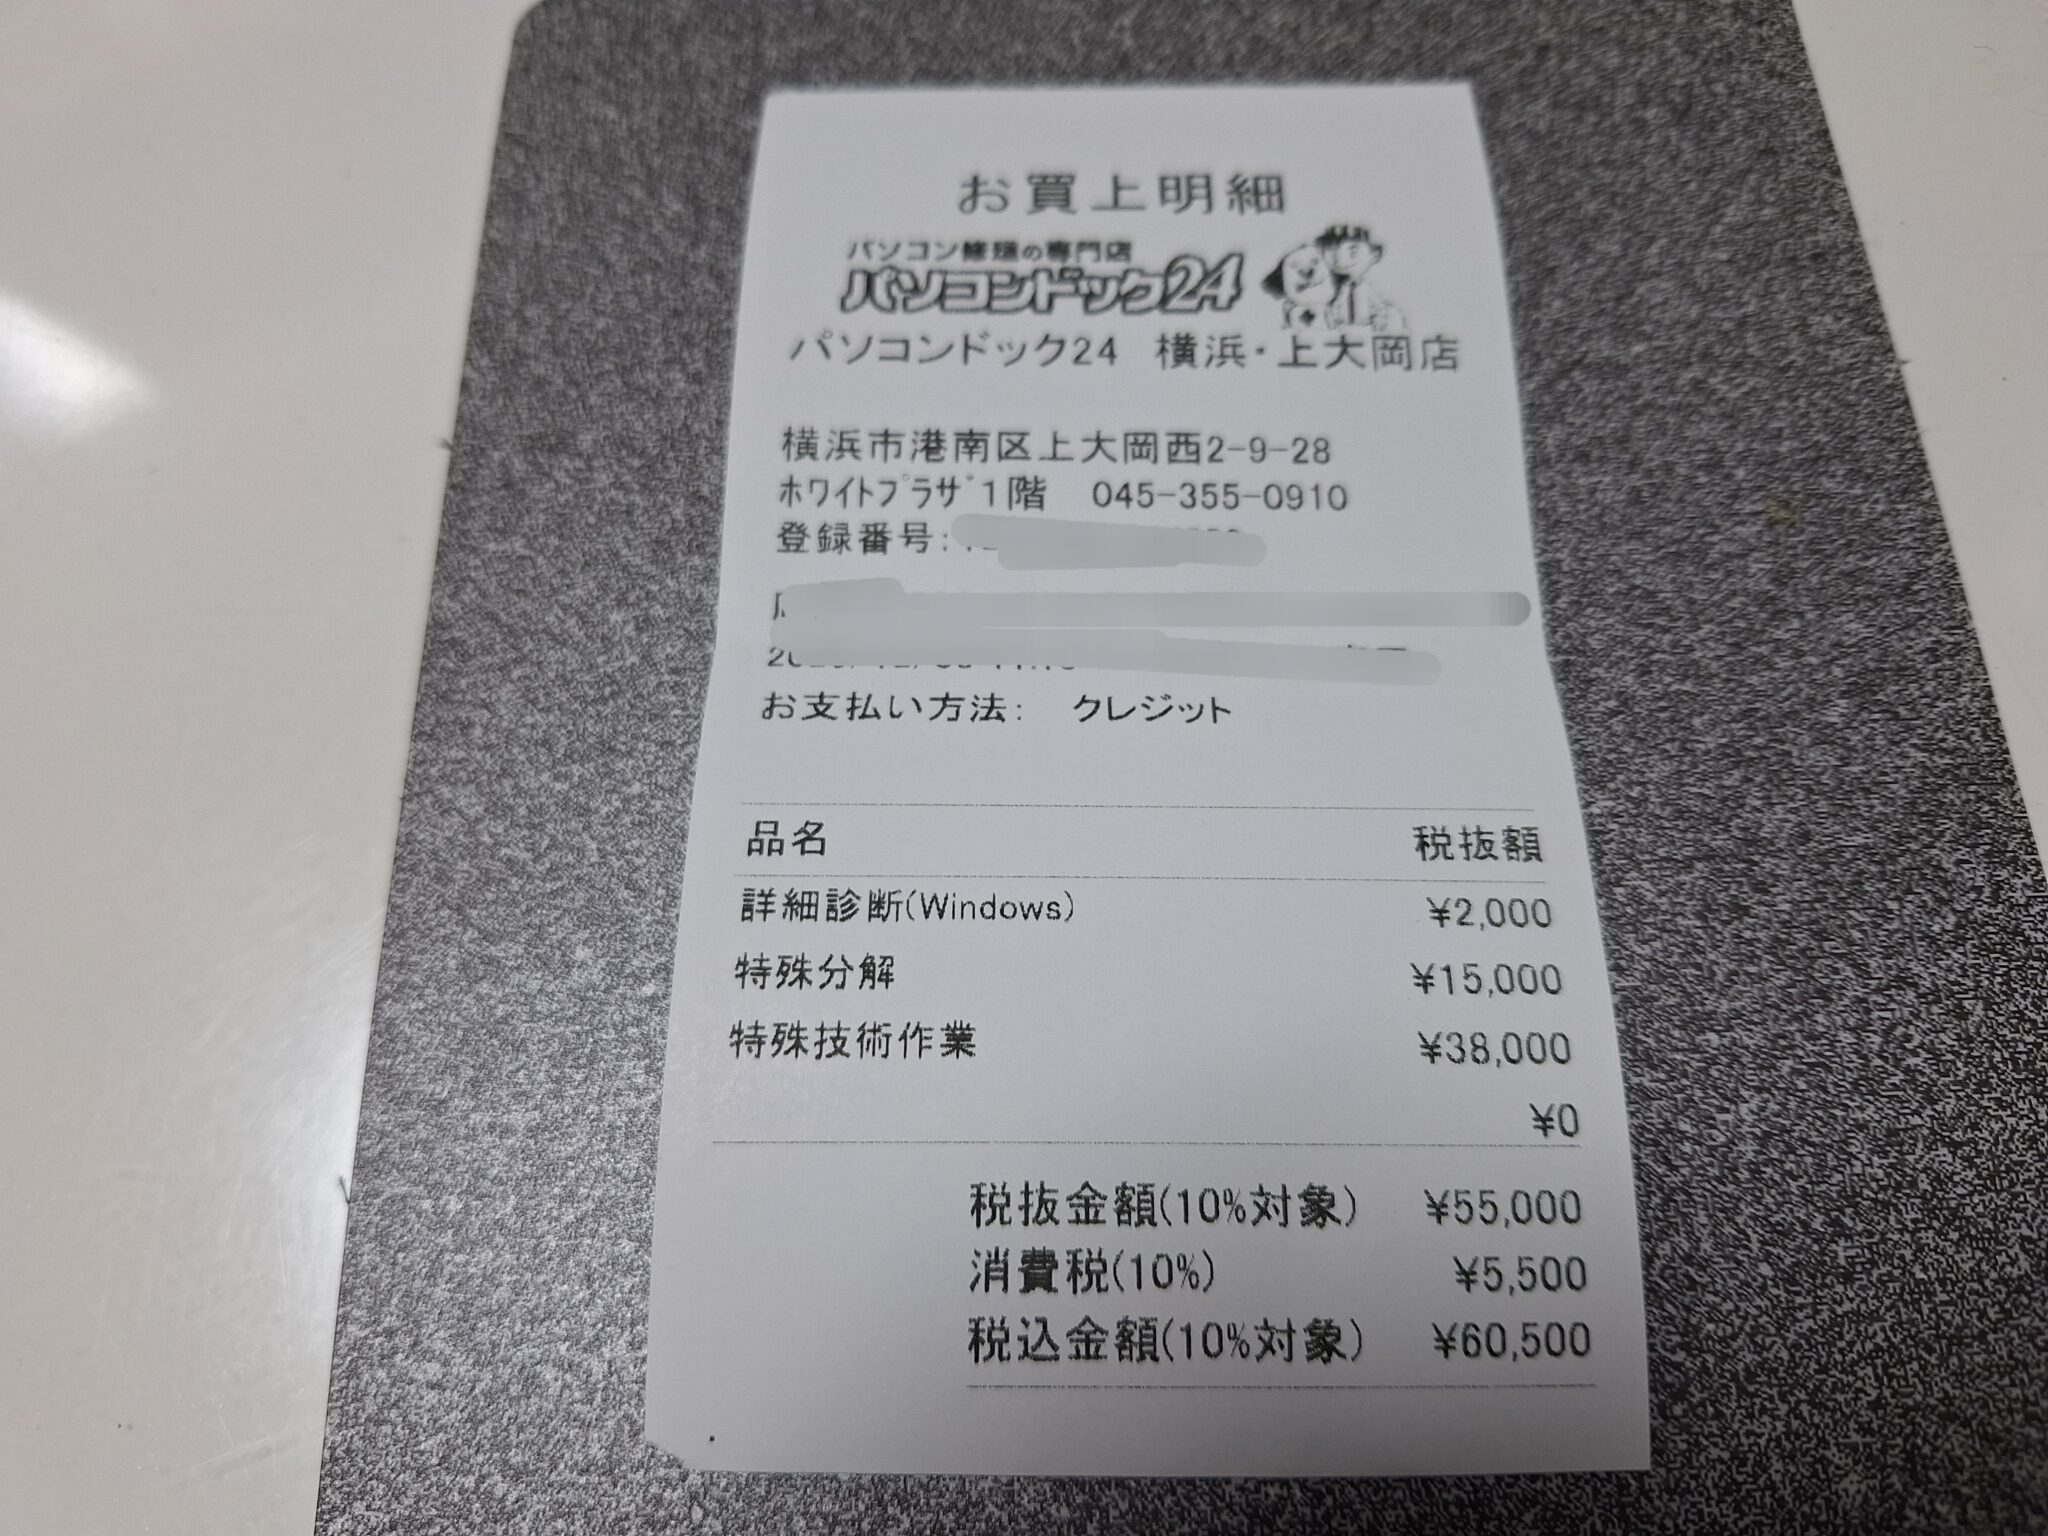 お買上明細
パソコン修理の専門店
パソコンドック24
パソコンドック24 横浜・上大岡店
横浜市港南区上大岡西2-9-28
ﾎﾜｲﾄﾌﾟﾗｻﾞ1階 045-355-0910
登録番号:
お支払い方法: クレジット
品名 税抜額
詳細診断(Windows) ¥2,000
特殊分解 ¥15,000
特殊技術作業 ¥38,000
¥0
税抜金額(10%対象) ¥55,000
消費税(10%) ¥5,500
税込金額(10%対象) ¥60,500